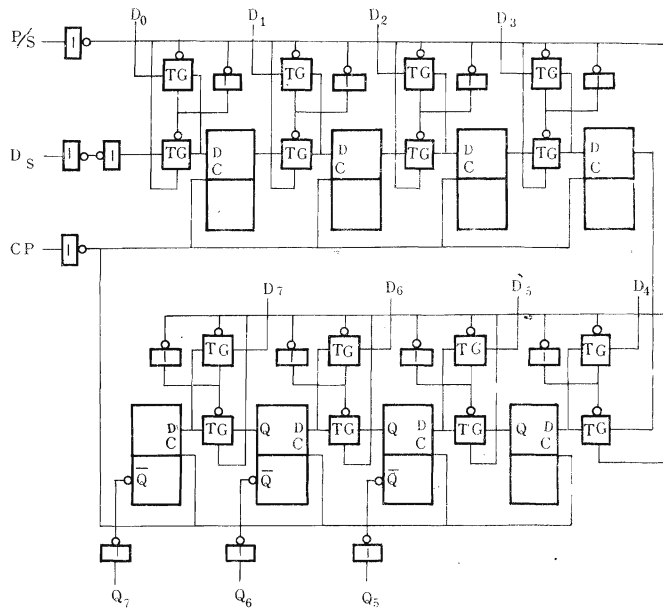 D0 D1 D2 D3
P/S 1
TG TG TG TG
1 1 1 1
DS 1 1 TG D TG D TG D TG D
C C C C
CP 1
D7 D6 D5 D4
TG TG TG TG
1 1 1 1
D TG Q D TG Q D TG Q D TG
C C C C
Q̅ Q̅ Q̅
1 1 1
Q7 Q6 Q5